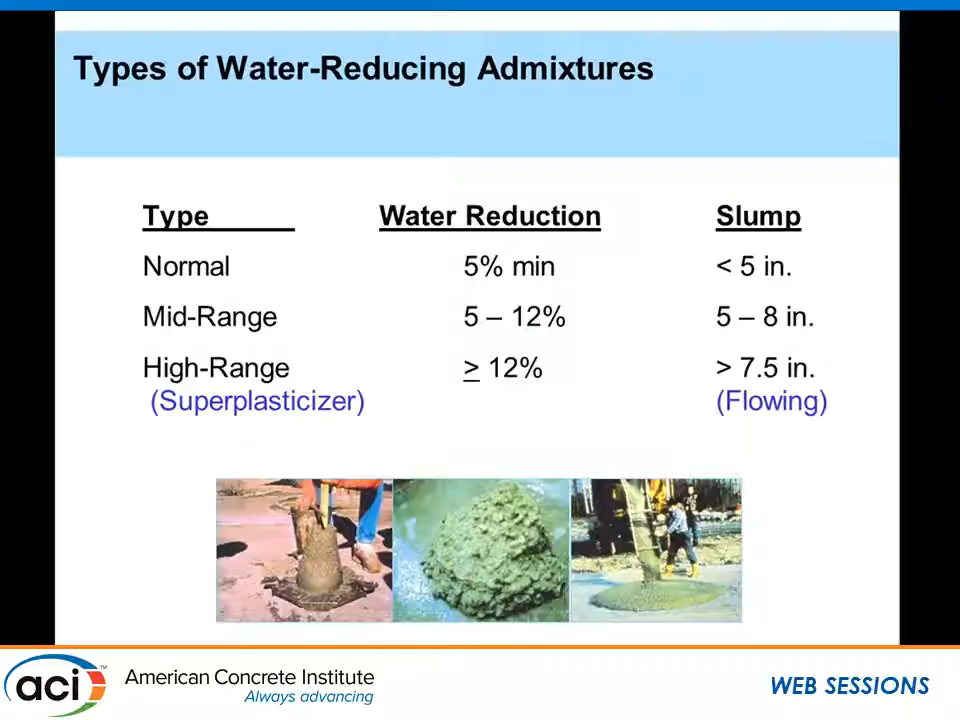 Types of Water-Reducing Admixtures
Type Water Reduction Slump
Normal 5% min < 5 in.
Mid-Range 5 – 12% 5 – 8 in.
High-Range > 12% > 7.5 in.
(Superplasticizer) (Flowing)
aci™ American Concrete Institute
Always advancing
WEB SESSIONS